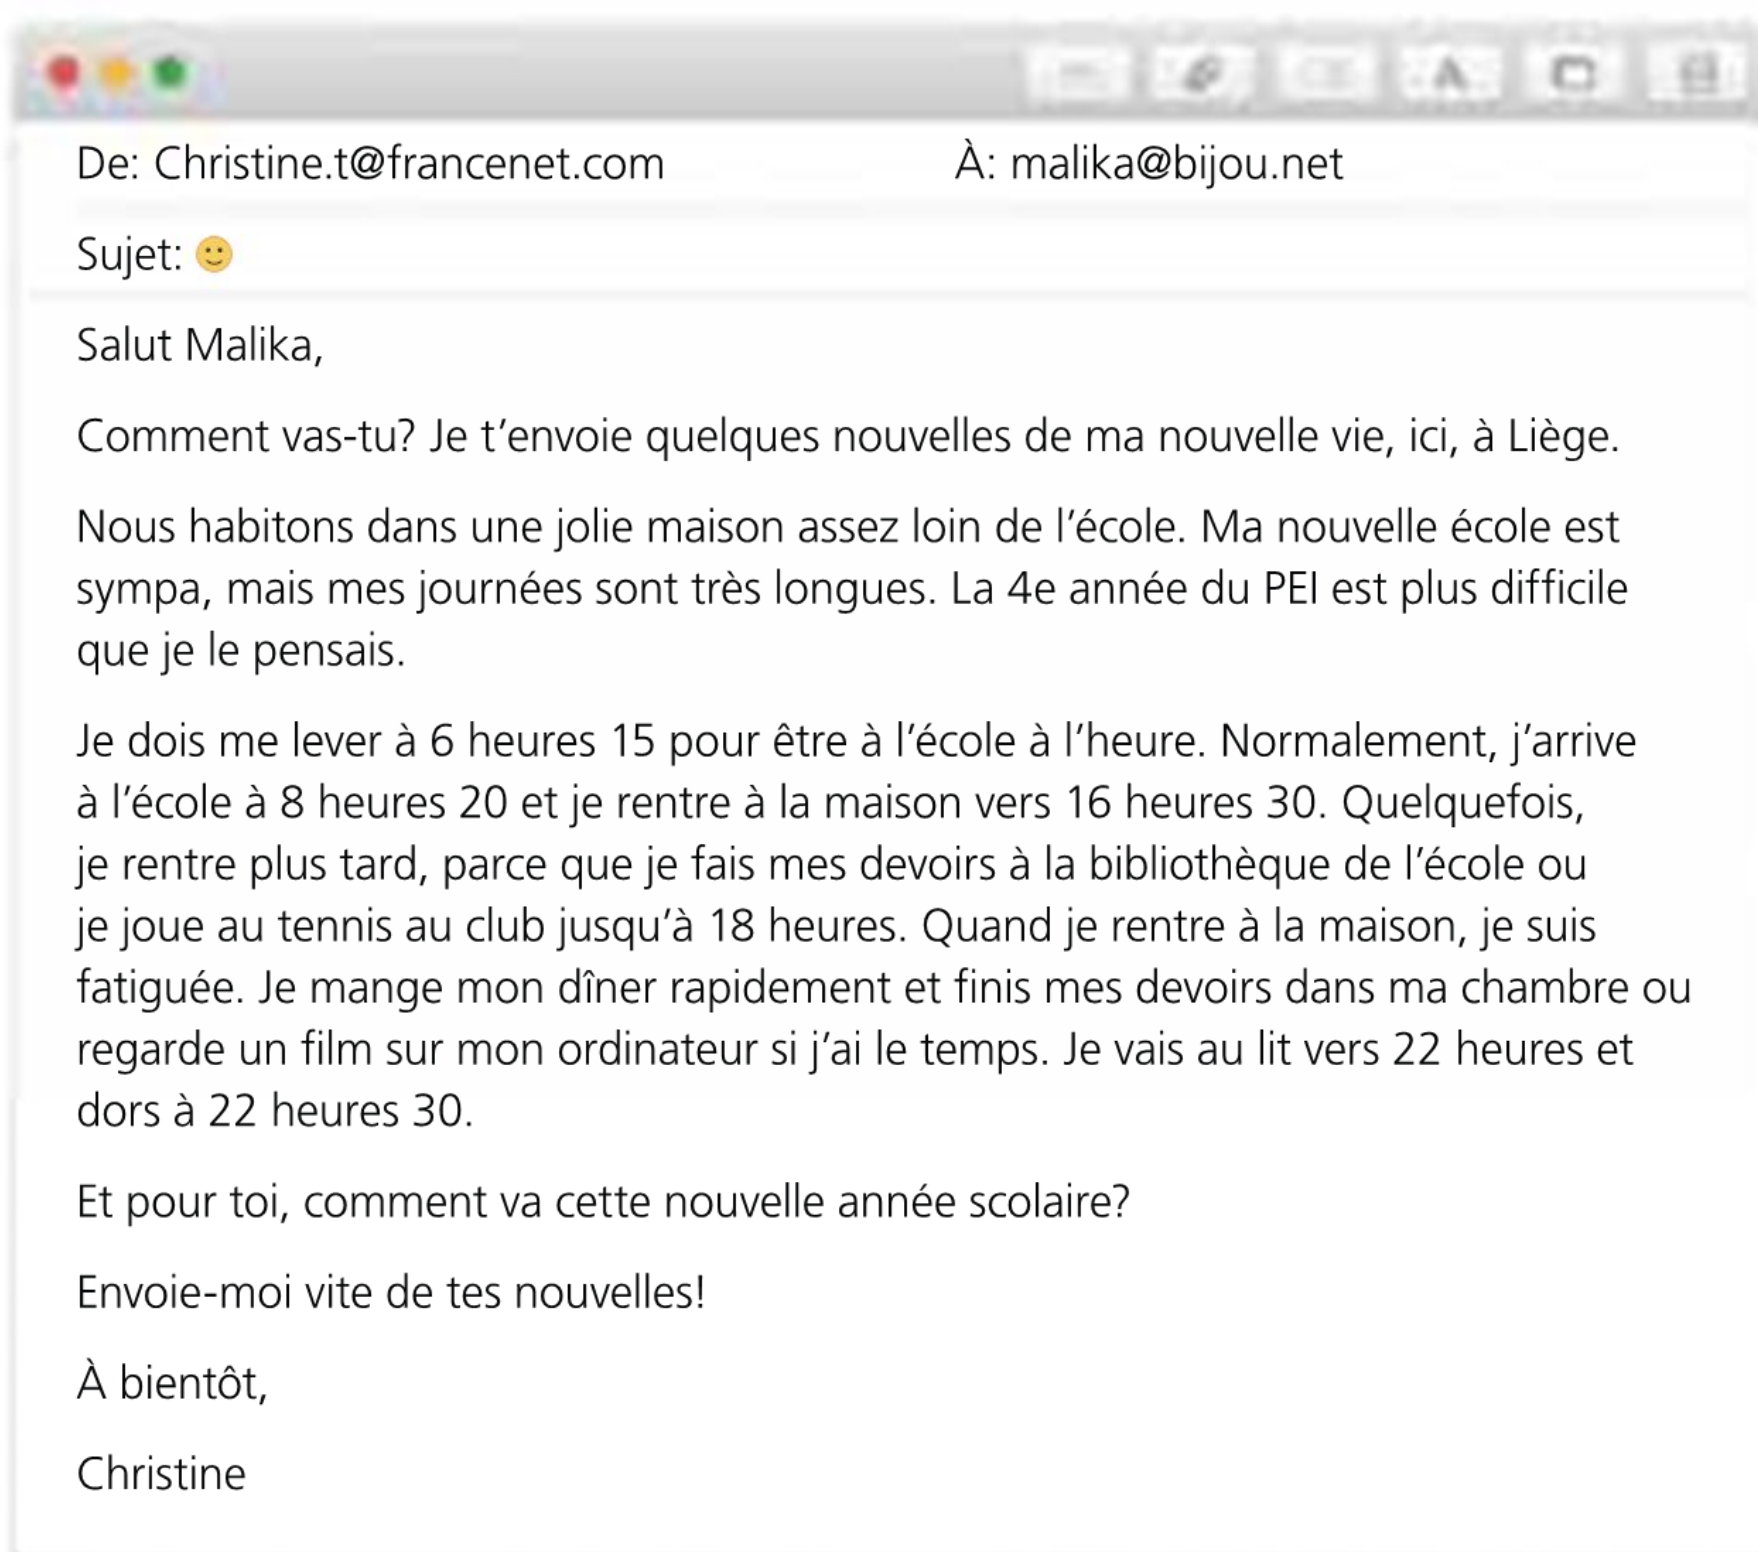 De: Christine.t@francenet.com À: malika@bijou.net
Sujet: 🙂
Salut Malika,
Comment vas-tu? Je t’envoie quelques nouvelles de ma nouvelle vie, ici, à Liège.
Nous habitons dans une jolie maison assez loin de l’école. Ma nouvelle école est
sympa, mais mes journées sont très longues. La 4e année du PEI est plus difficile
que je le pensais.
Je dois me lever à 6 heures 15 pour être à l’école à l’heure. Normalement, j’arrive
à l’école à 8 heures 20 et je rentre à la maison vers 16 heures 30. Quelquefois,
je rentre plus tard, parce que je fais mes devoirs à la bibliothèque de l’école ou
je joue au tennis au club jusqu’à 18 heures. Quand je rentre à la maison, je suis
fatiguée. Je mange mon dîner rapidement et finis mes devoirs dans ma chambre ou
regarde un film sur mon ordinateur si j’ai le temps. Je vais au lit vers 22 heures et
dors à 22 heures 30.
Et pour toi, comment va cette nouvelle année scolaire?
Envoie-moi vite de tes nouvelles!
À bientôt,
Christine